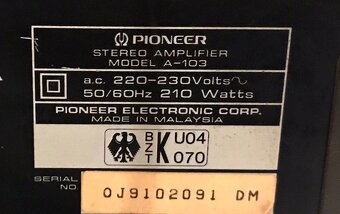 PIONEER
STEREO AMPLIFIER
MODEL A-103
a.c. 220-230Volts~
50/60Hz 210 Watts
PIONEER ELECTRONIC CORP.
MADE IN MALAYSIA
BZT K U04 070
SERIAL NO. OJ9102091 DM